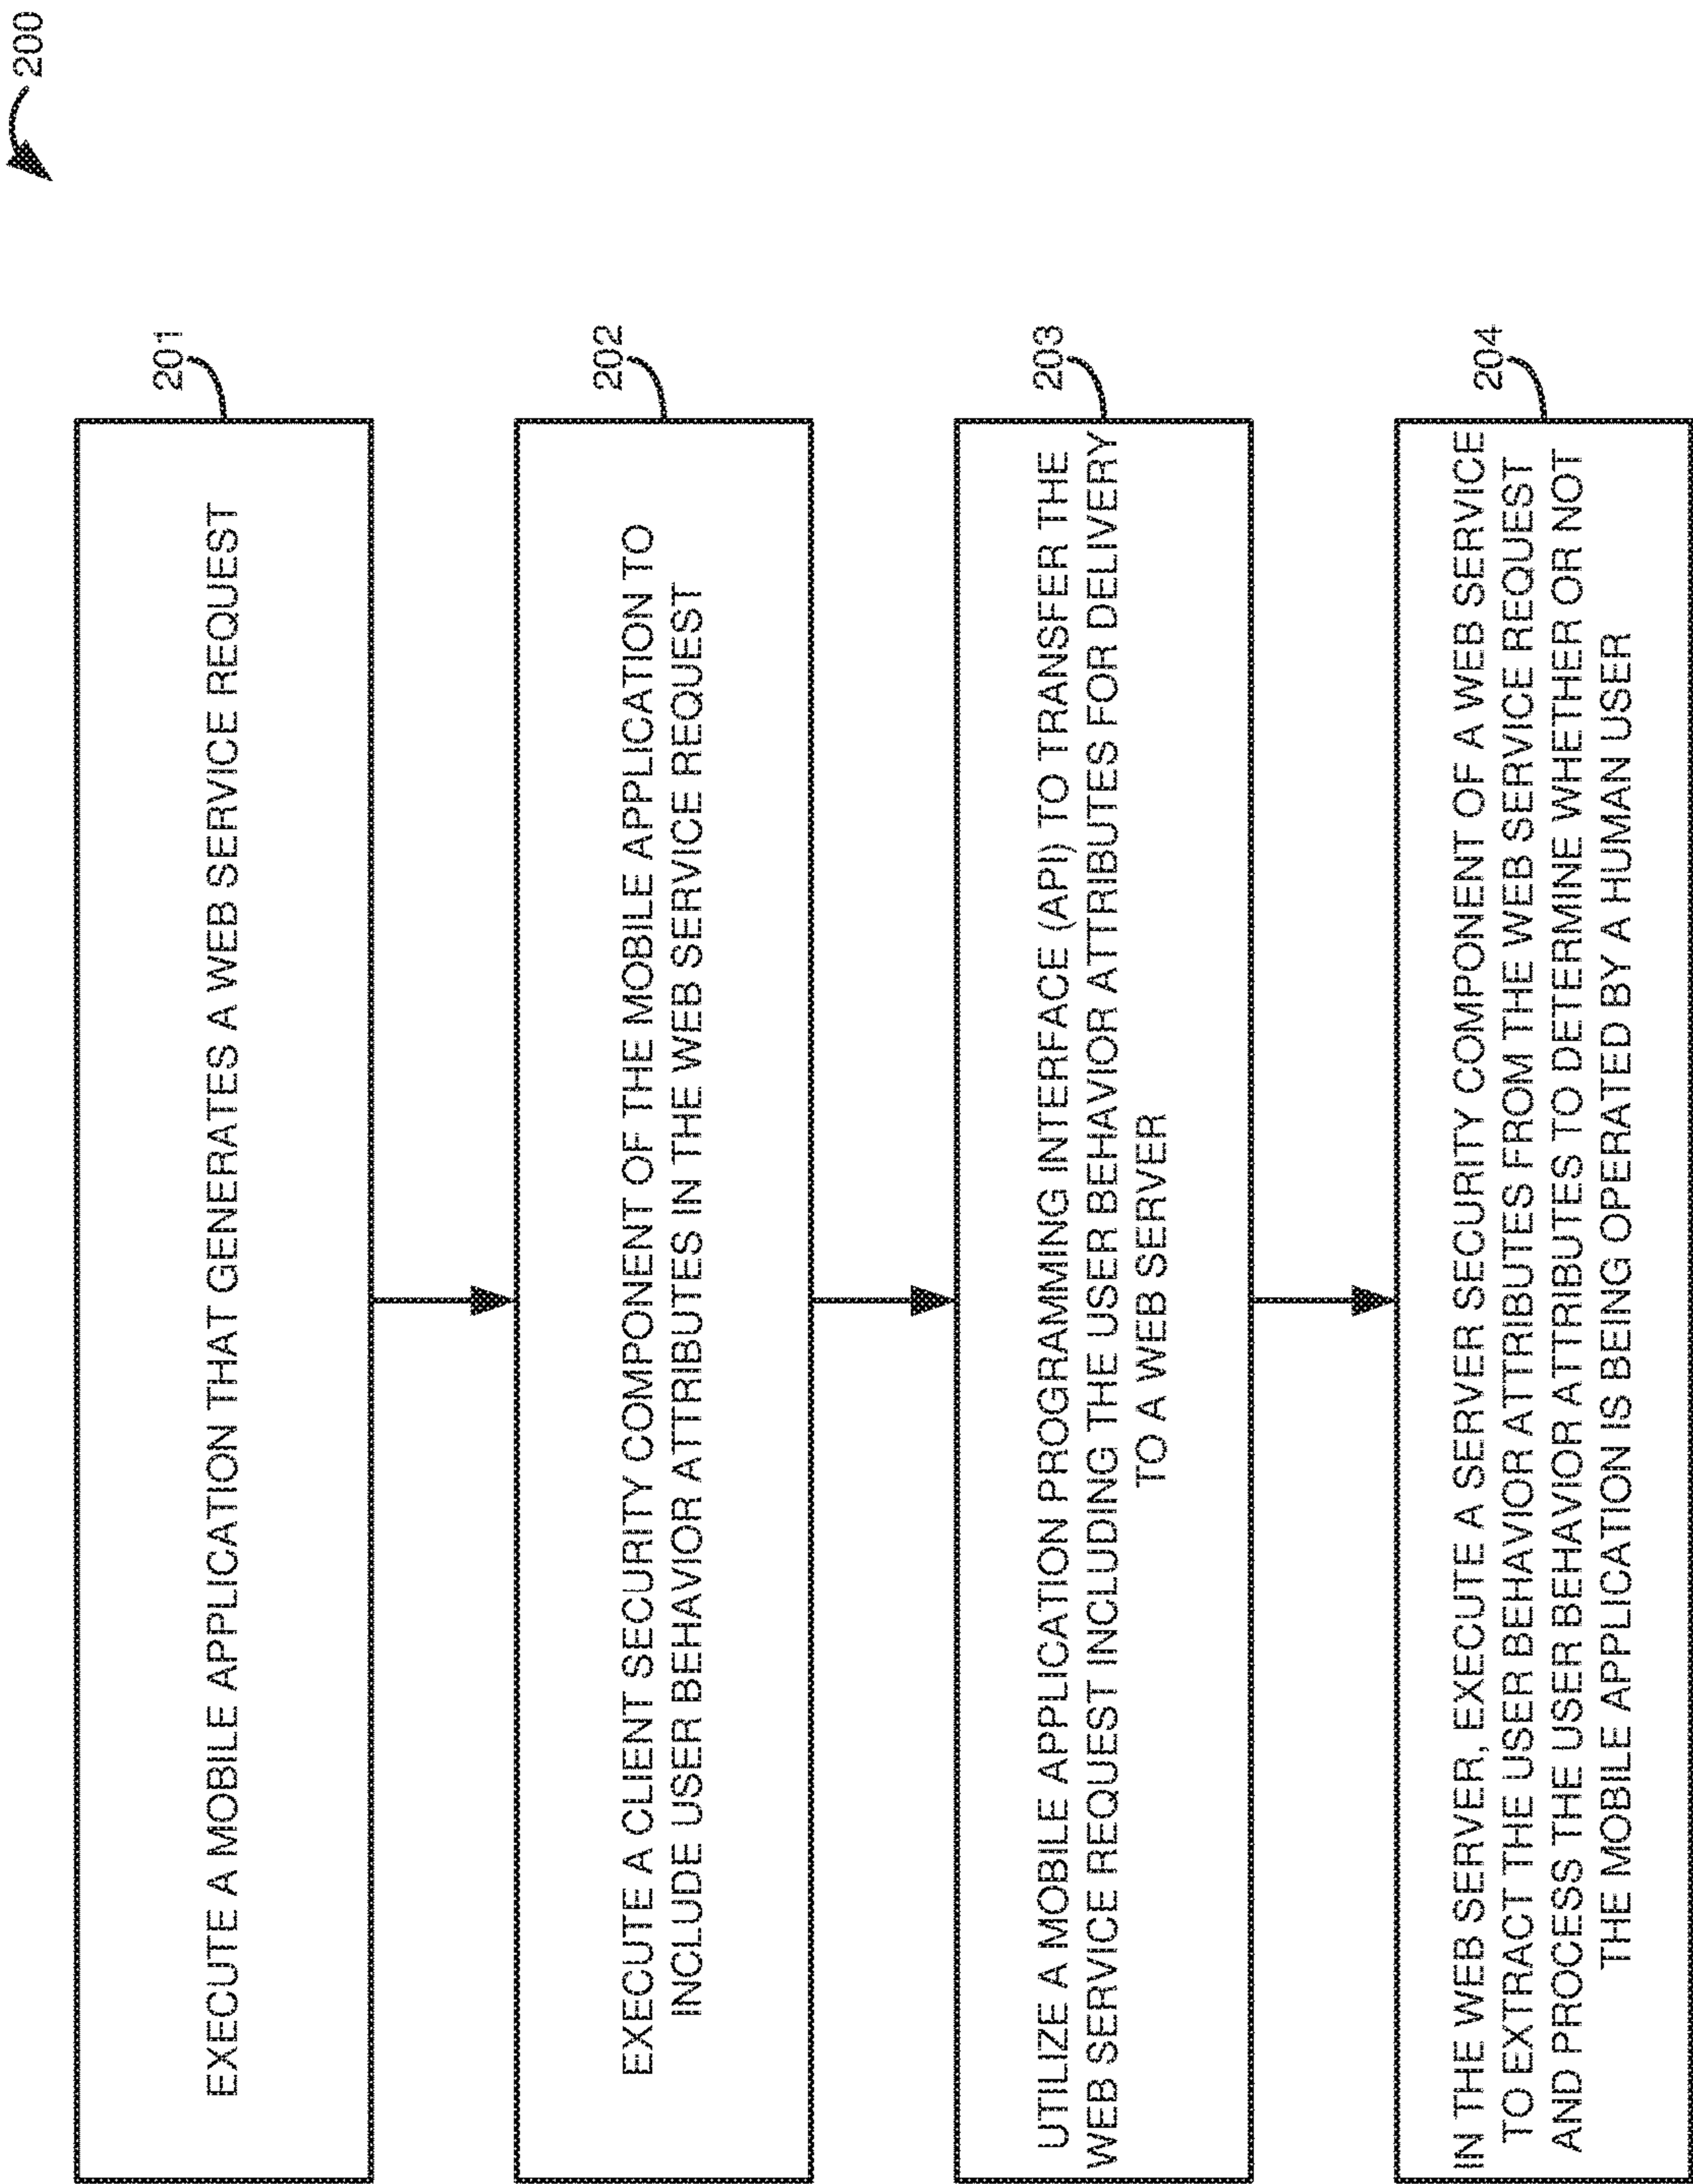 200
201
EXECUTE A MOBILE APPLICATION THAT GENERATES A WEB SERVICE REQUEST
202
EXECUTE A CLIENT SECURITY COMPONENT OF THE MOBILE APPLICATION TO
INCLUDE USER BEHAVIOR ATTRIBUTES IN THE WEB SERVICE REQUEST
203
UTILIZE A MOBILE APPLICATION PROGRAMMING INTERFACE (API) TO TRANSFER THE
WEB SERVICE REQUEST INCLUDING THE USER BEHAVIOR ATTRIBUTES FOR DELIVERY
TO A WEB SERVER
204
IN THE WEB SERVER, EXECUTE A SERVER SECURITY COMPONENT OF A WEB SERVICE
TO EXTRACT THE USER BEHAVIOR ATTRIBUTES FROM THE WEB SERVICE REQUEST
AND PROCESS THE USER BEHAVIOR ATTRIBUTES TO DETERMINE WHETHER OR NOT
THE MOBILE APPLICATION IS BEING OPERATED BY A HUMAN USER